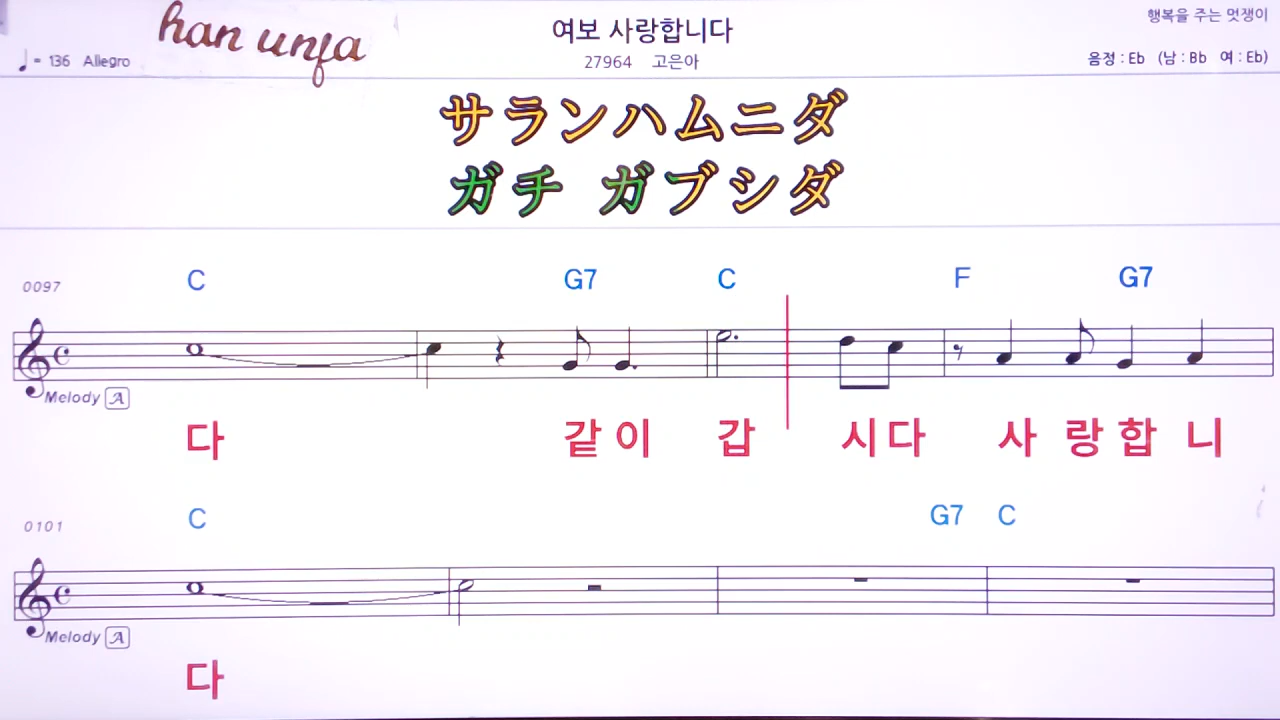 han unfa
여보 사랑합니다
행복을 주는 멋쟁이
♩= 136 Allegro
27964 고은아
음정 : Eb (남 : Bb 여 : Eb)
サランハムニダ
ガチ ガブシダ
0097 C G7 C F G7
Melody A
다 같이 갑 시다 사 랑 합 니
0101 C G7 C
Melody A
다